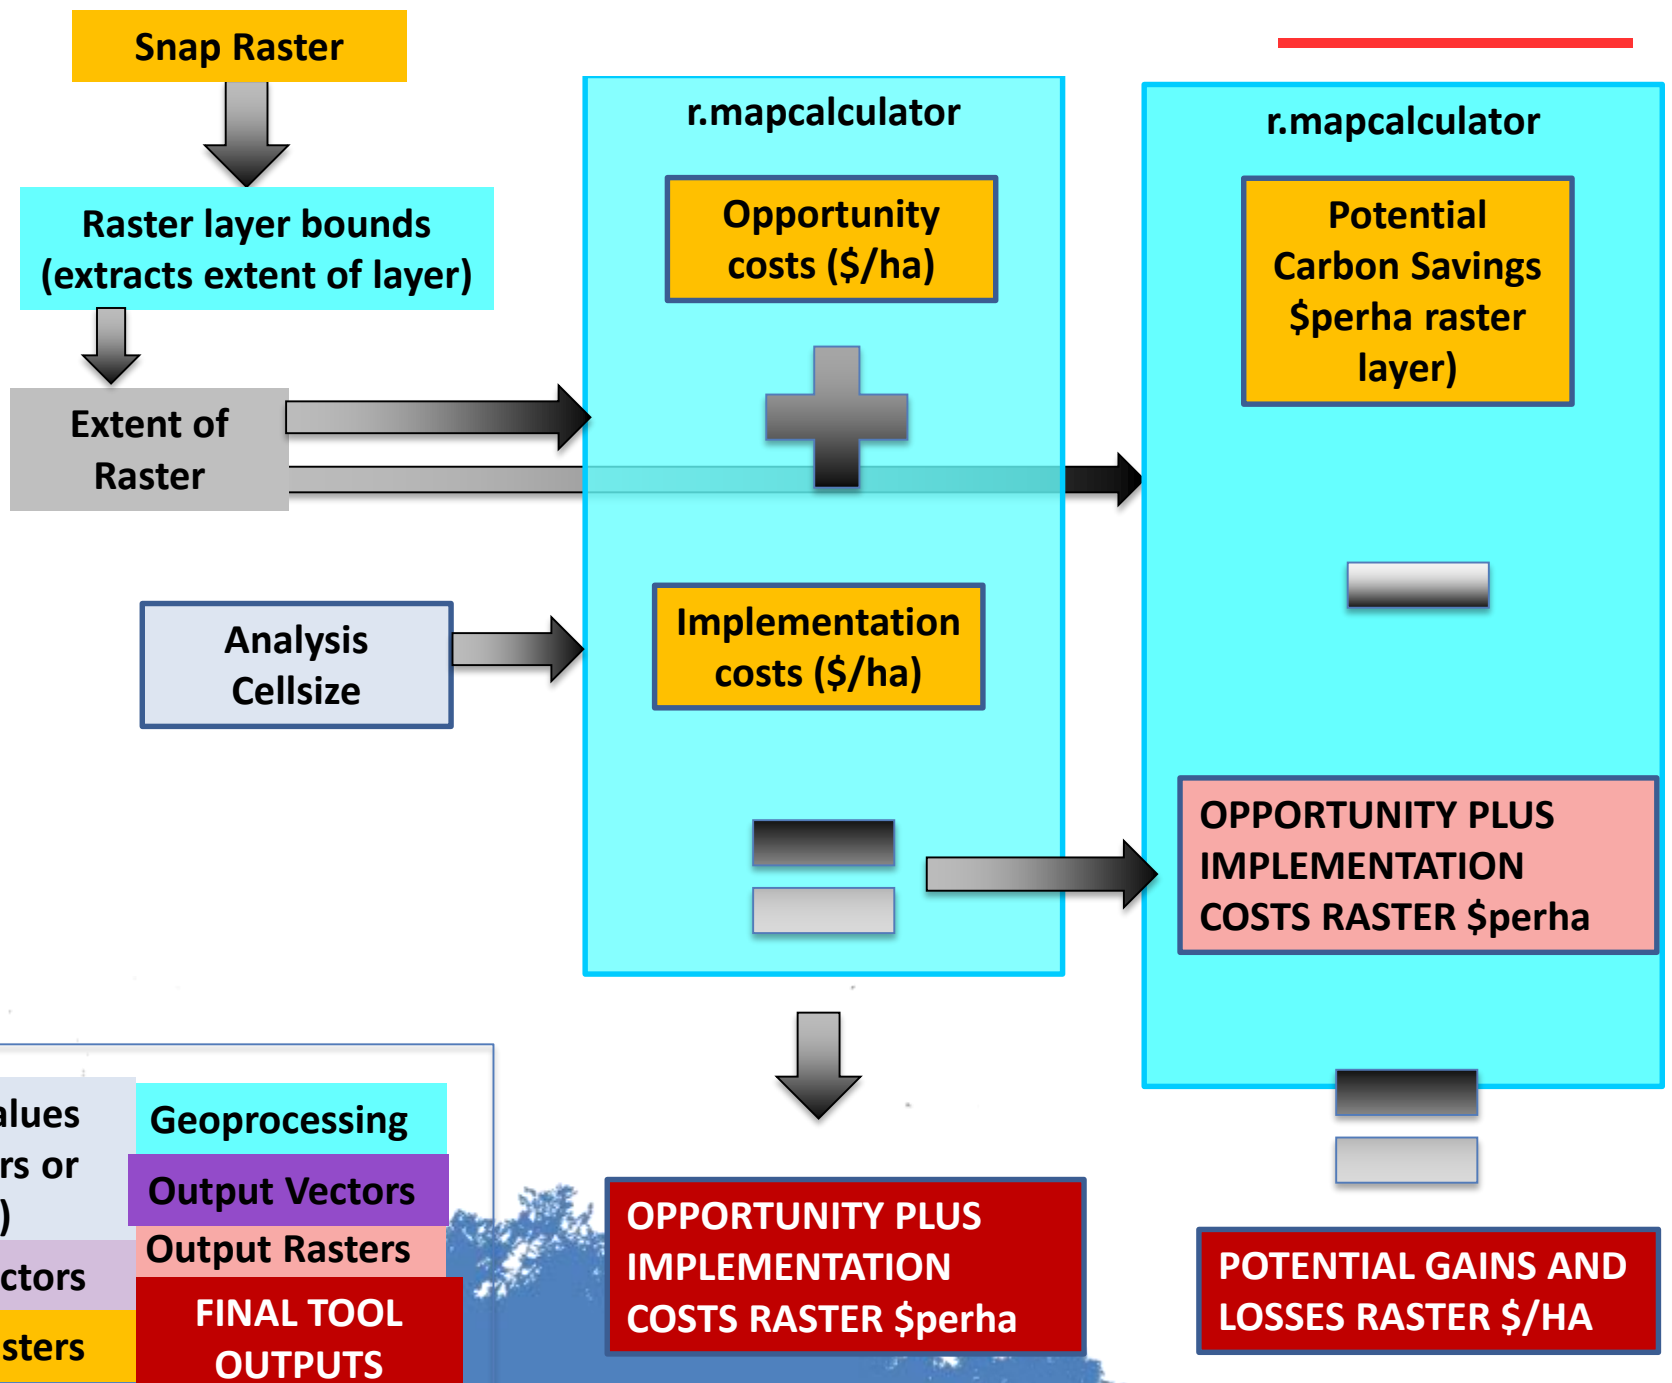 Snap Raster
Raster layer bounds
(extracts extent of layer)
Extent of
Raster
Analysis
Cellsize
r.mapcalculator
Opportunity
costs ($/ha)
Implementation
costs ($/ha)
r.mapcalculator
Potential
Carbon Savings
$perha raster
layer)
OPPORTUNITY PLUS
IMPLEMENTATION
COSTS RASTER $perha
or
)
Geoprocessing
Output Vectors
Output Rasters
FINAL TOOL
OUTPUTS
OPPORTUNITY PLUS
IMPLEMENTATION
COSTS RASTER $perha
POTENTIAL GAINS AND
LOSSES RASTER $/HA